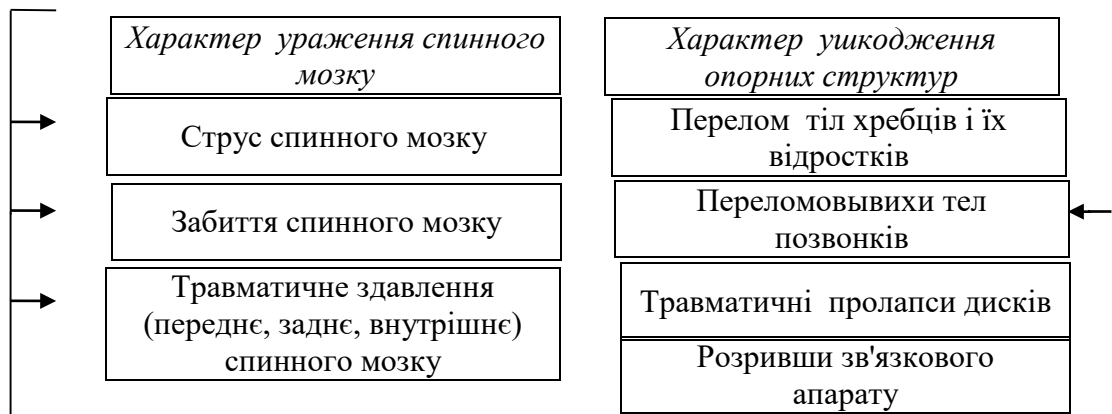 Характер ураження спинного
мозку
Струс спинного мозку
Забиття спинного мозку
Травматичне здавлення
(переднє, заднє, внутрішнє)
спинного мозку
Характер ушкодження
опорних структур
Перелом тіл хребців і їх
відростків
Переломовывихи тел
позвонків
Травматичні пролапси дисків
Розривши зв'язкового
апарату